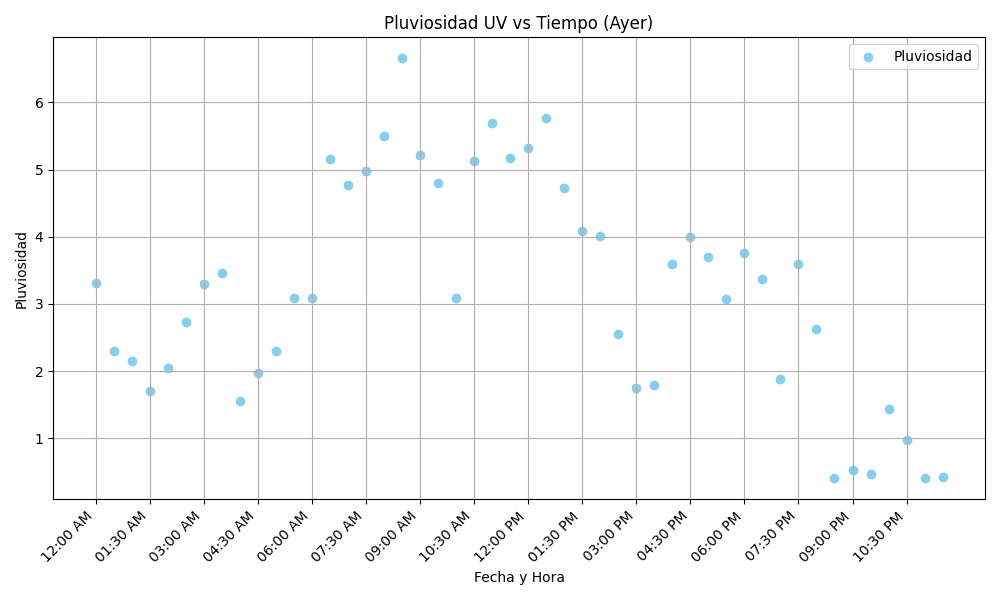 Pluviosidad UV vs Tiempo (Ayer)
Pluviosidad
Pluviosidad
6
5
4
3
2
1
12:00 AM
01:30 AM
03:00 AM
04:30 AM
06:00 AM
07:30 AM
09:00 AM
10:30 AM
12:00 PM
01:30 PM
03:00 PM
04:30 PM
06:00 PM
07:30 PM
09:00 PM
10:30 PM
Fecha y Hora